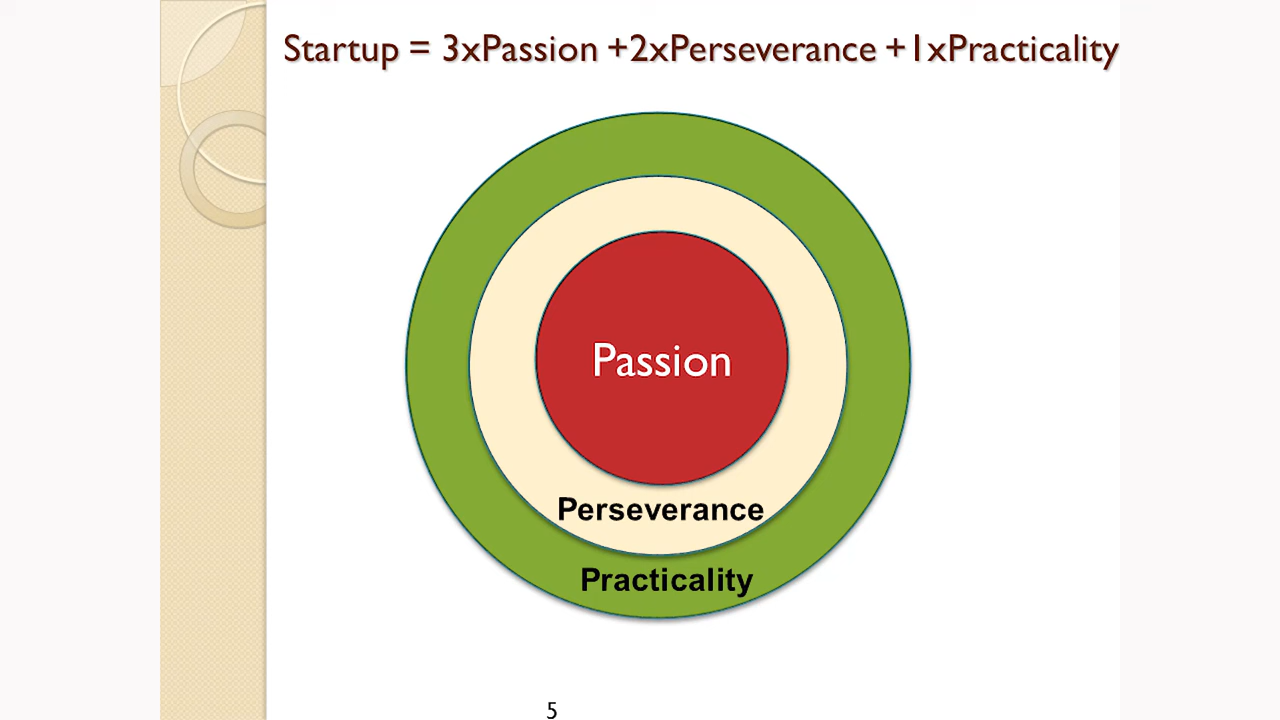 Startup = 3xPassion +2xPerseverance +1xPracticality
Passion
Perseverance
Practicality
5